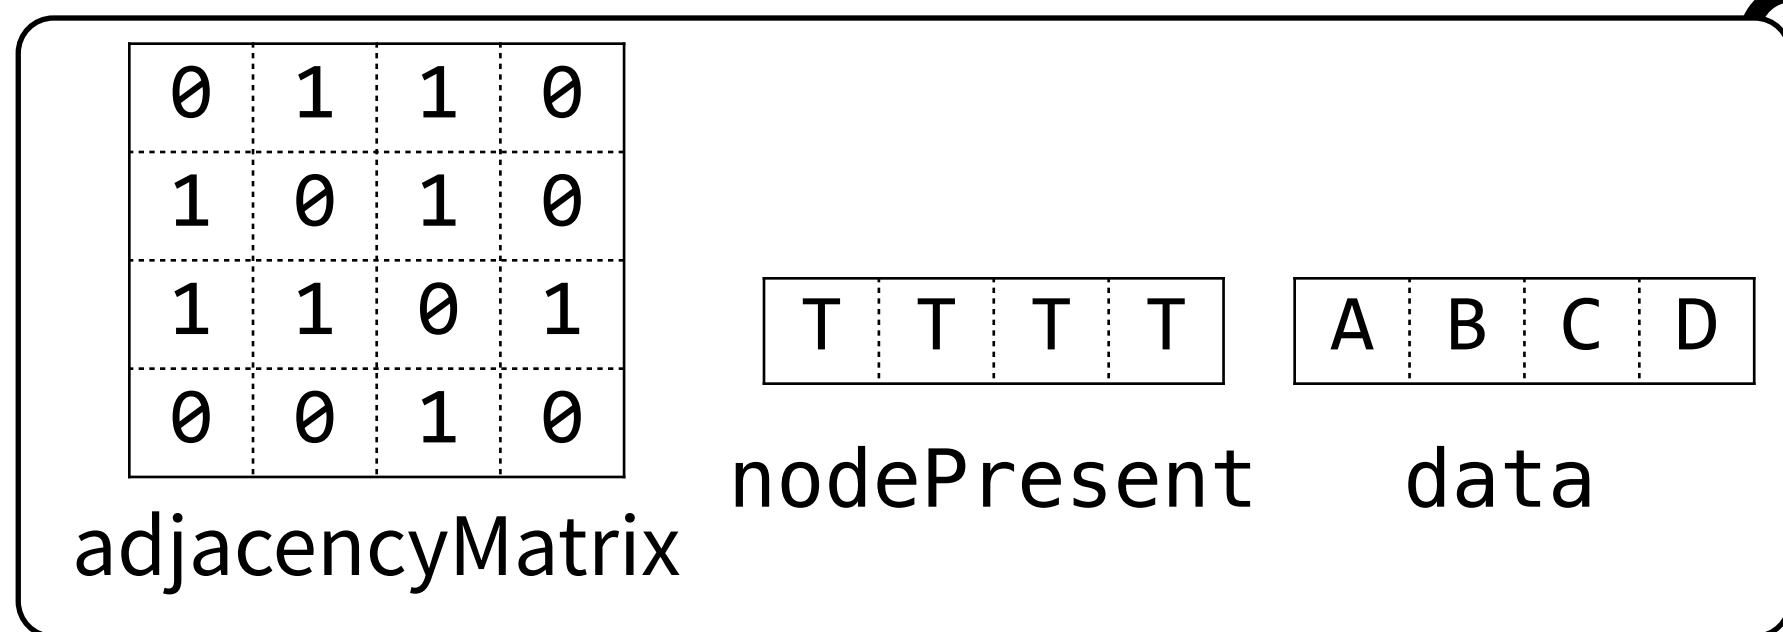 0 1 1 0
1 0 1 0
1 1 0 1
0 0 1 0
adjacencyMatrix
T T T T
nodePresent
A B C D
data